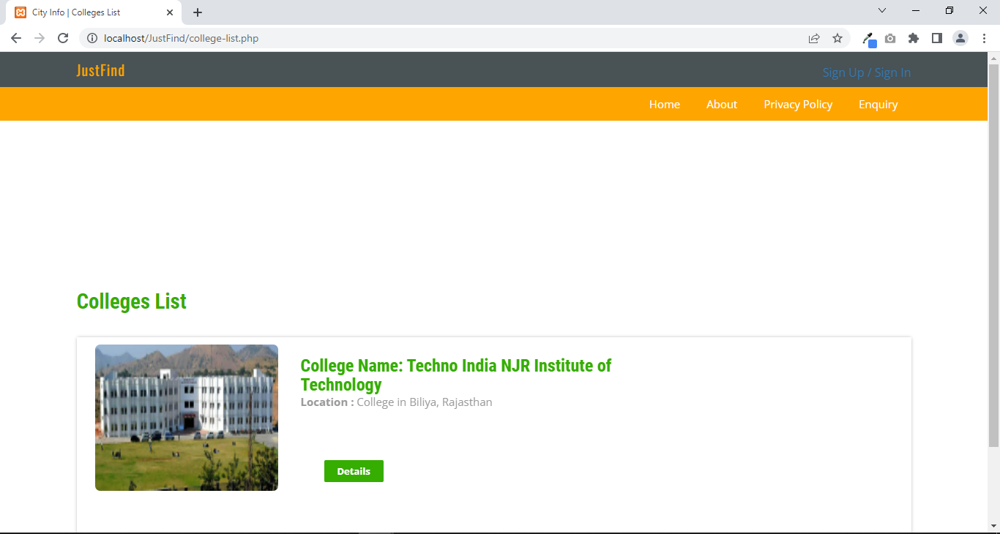 City Info | Colleges List
localhost/JustFind/college-list.php
JustFind
Sign Up / Sign In
Home About Privacy Policy Enquiry
Colleges List
College Name: Techno India NJR Institute of
Technology
Location : College in Biliya, Rajasthan
Details